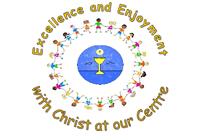 Excellence and Enjoyment
with Christ at our Centre